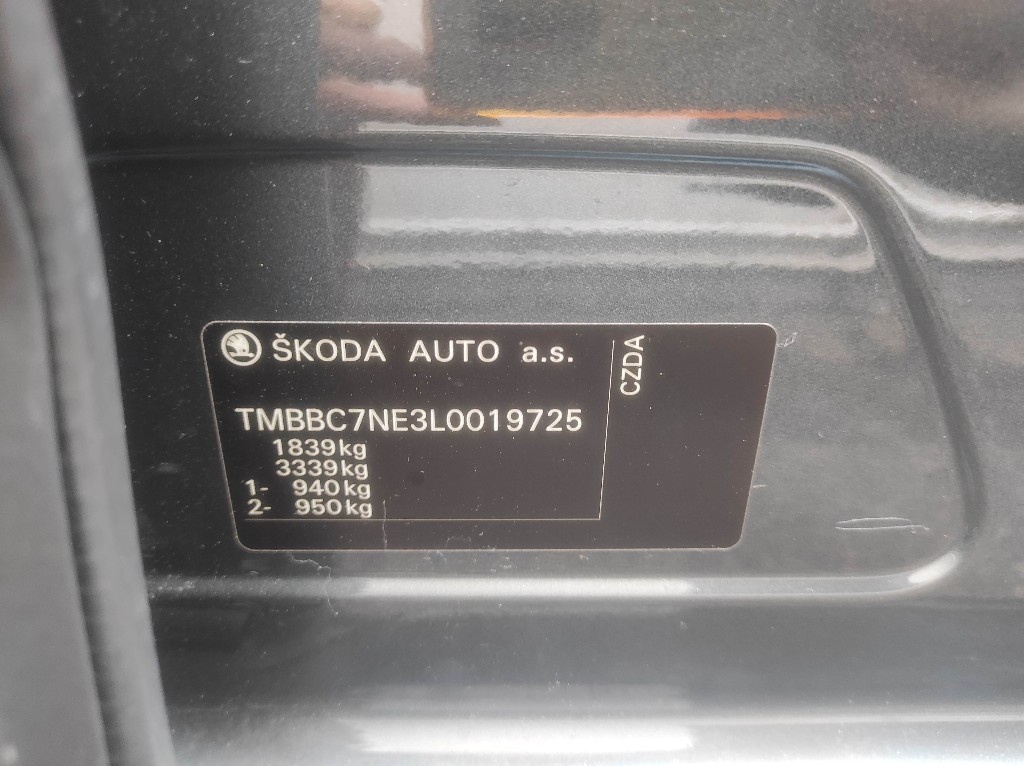 ŠKODA AUTO a.s.
TMBBC7NE3L0019725
1839kg
3339kg
1- 940kg
2- 950kg
CZDA